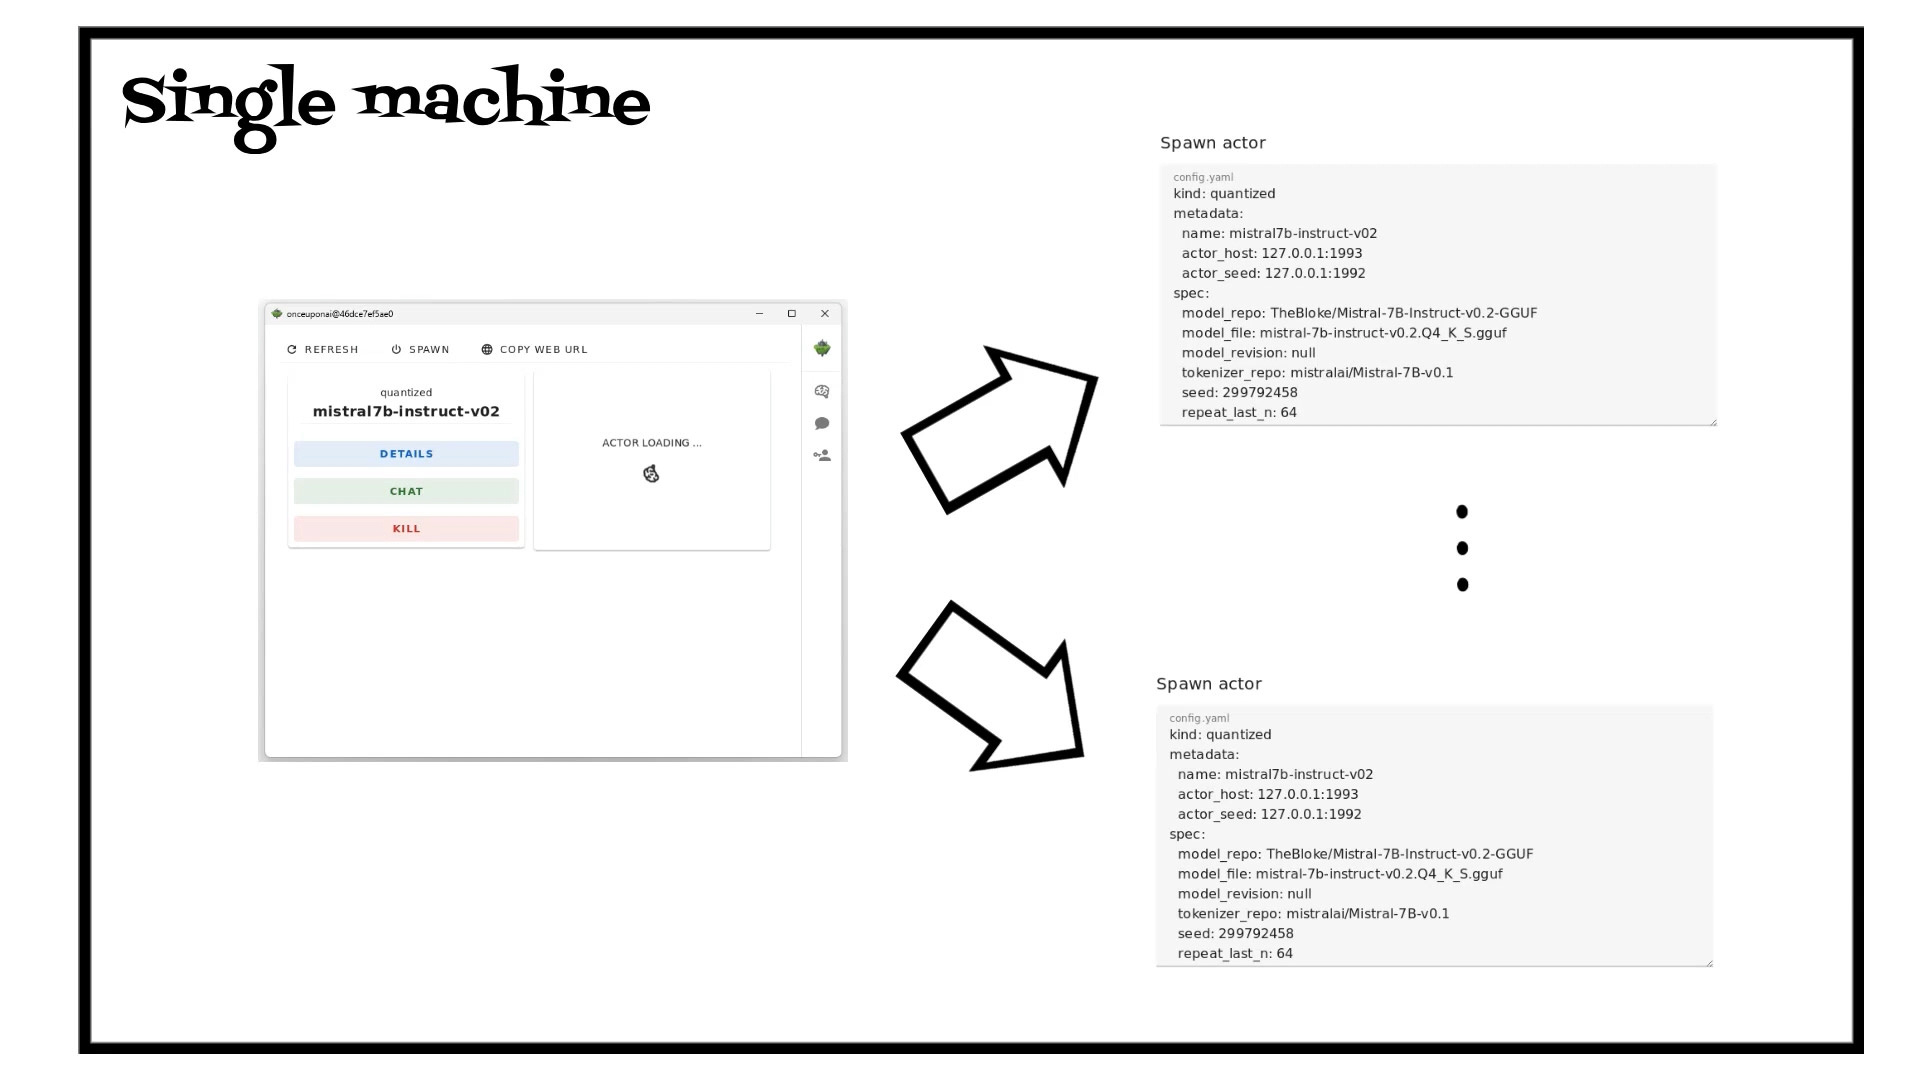 Single machine
onceuponai@46dce7ef5ae0
REFRESH SPAWN COPY WEB URL
quantized
mistral7b-instruct-v02
DETAILS
CHAT
KILL
ACTOR LOADING ...
Spawn actor
config.yaml
kind: quantized
metadata:
  name: mistral7b-instruct-v02
  actor_host: 127.0.0.1:1993
  actor_seed: 127.0.0.1:1992
spec:
  model_repo: TheBloke/Mistral-7B-Instruct-v0.2-GGUF
  model_file: mistral-7b-instruct-v0.2.Q4_K_S.gguf
  model_revision: null
  tokenizer_repo: mistralai/Mistral-7B-v0.1
  seed: 299792458
  repeat_last_n: 64
Spawn actor
config.yaml
kind: quantized
metadata:
  name: mistral7b-instruct-v02
  actor_host: 127.0.0.1:1993
  actor_seed: 127.0.0.1:1992
spec:
  model_repo: TheBloke/Mistral-7B-Instruct-v0.2-GGUF
  model_file: mistral-7b-instruct-v0.2.Q4_K_S.gguf
  model_revision: null
  tokenizer_repo: mistralai/Mistral-7B-v0.1
  seed: 299792458
  repeat_last_n: 64